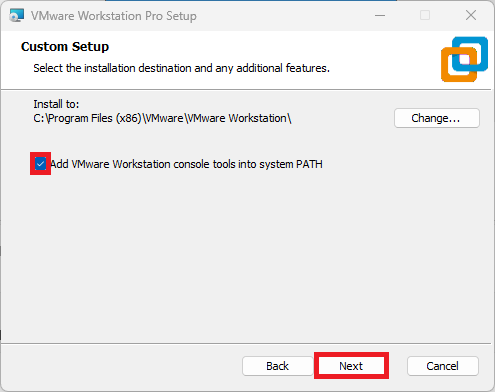 VMware Workstation Pro Setup
Custom Setup
Select the installation destination and any additional features.
Install to:
C:\Program Files (x86)\VMware\VMware Workstation\
Change...
Add VMware Workstation console tools into system PATH
Back
Next
Cancel